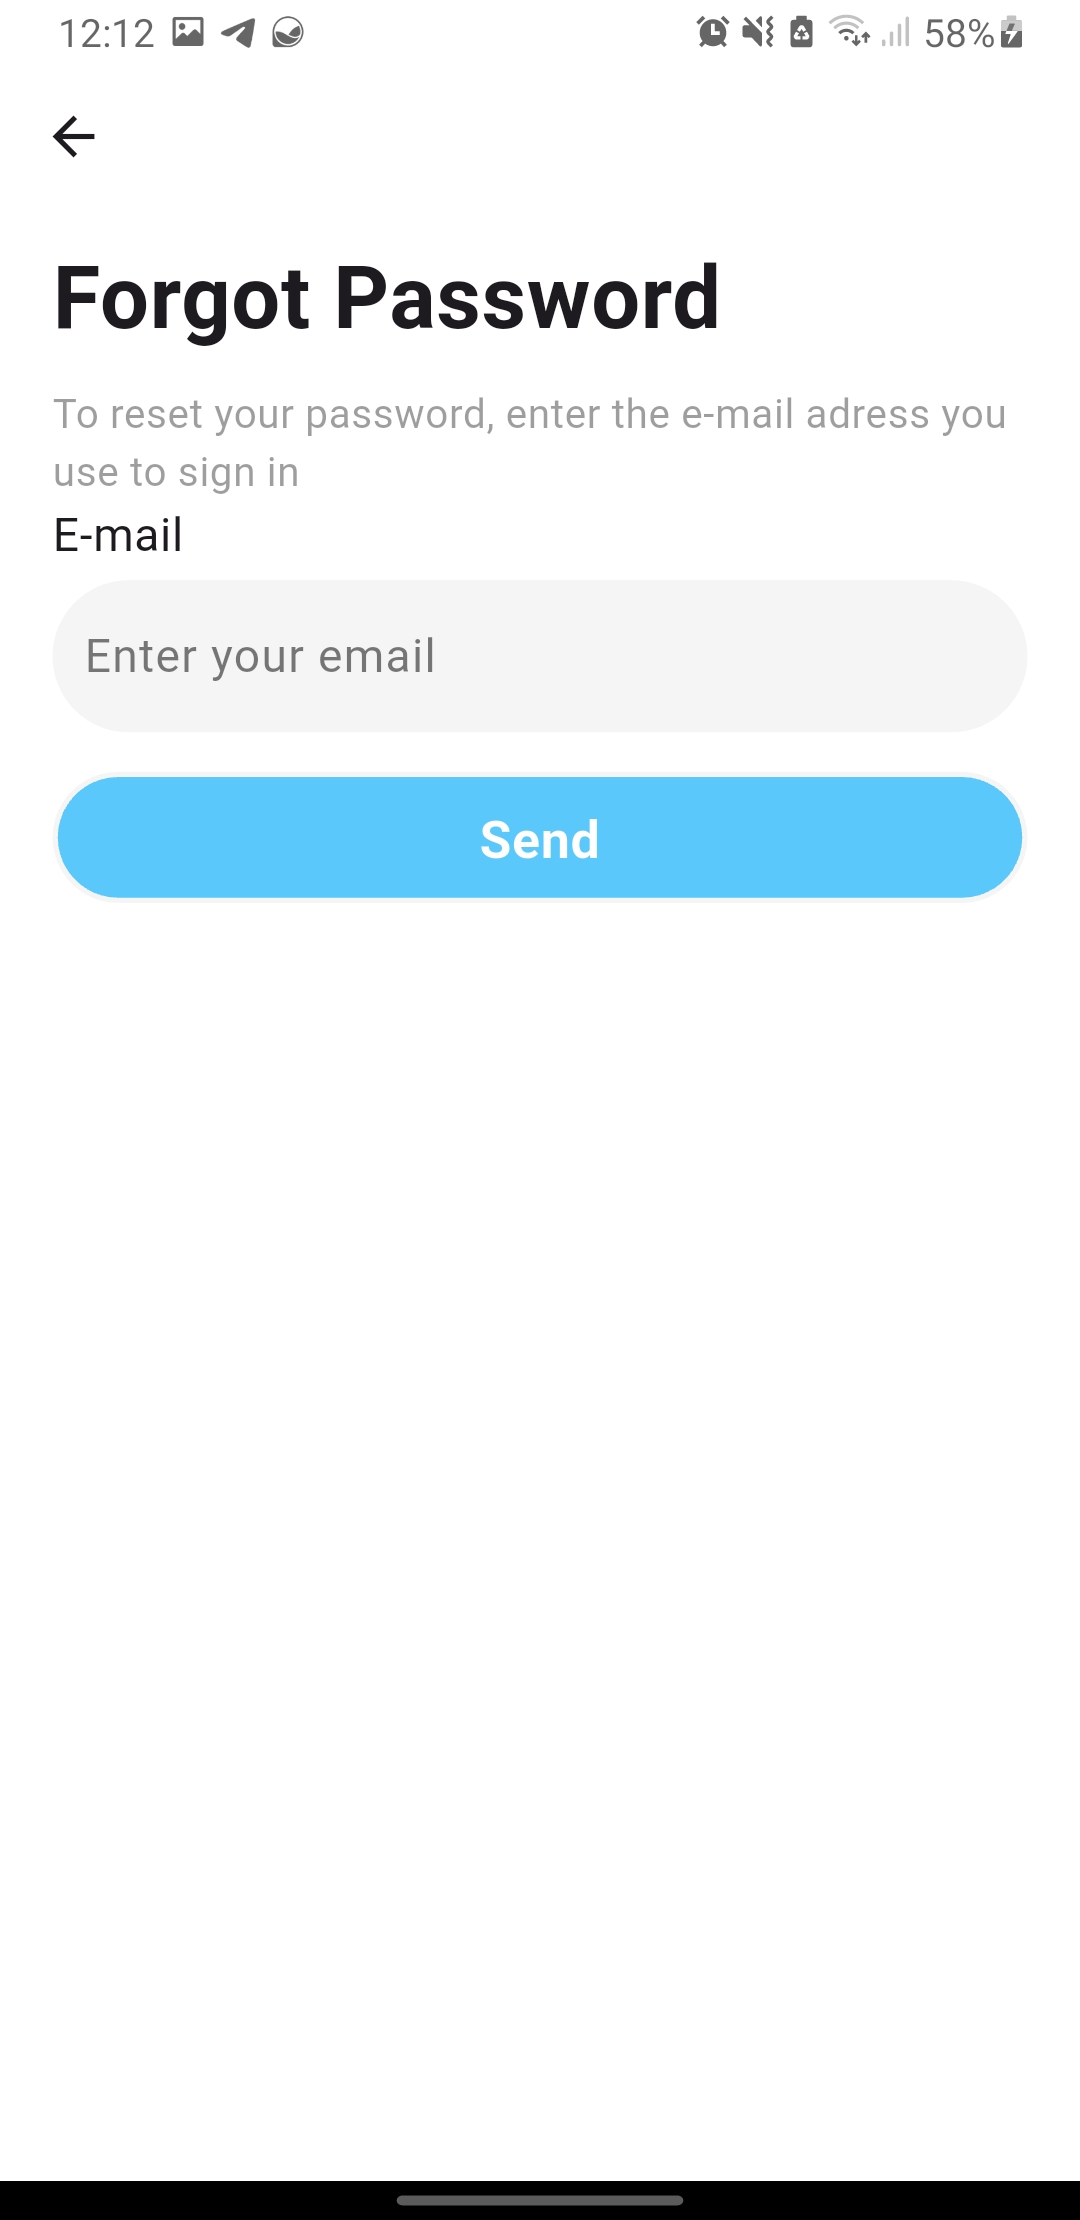 12:12 58%
Forgot Password
To reset your password, enter the e-mail adress you
use to sign in
E-mail
Enter your email
Send